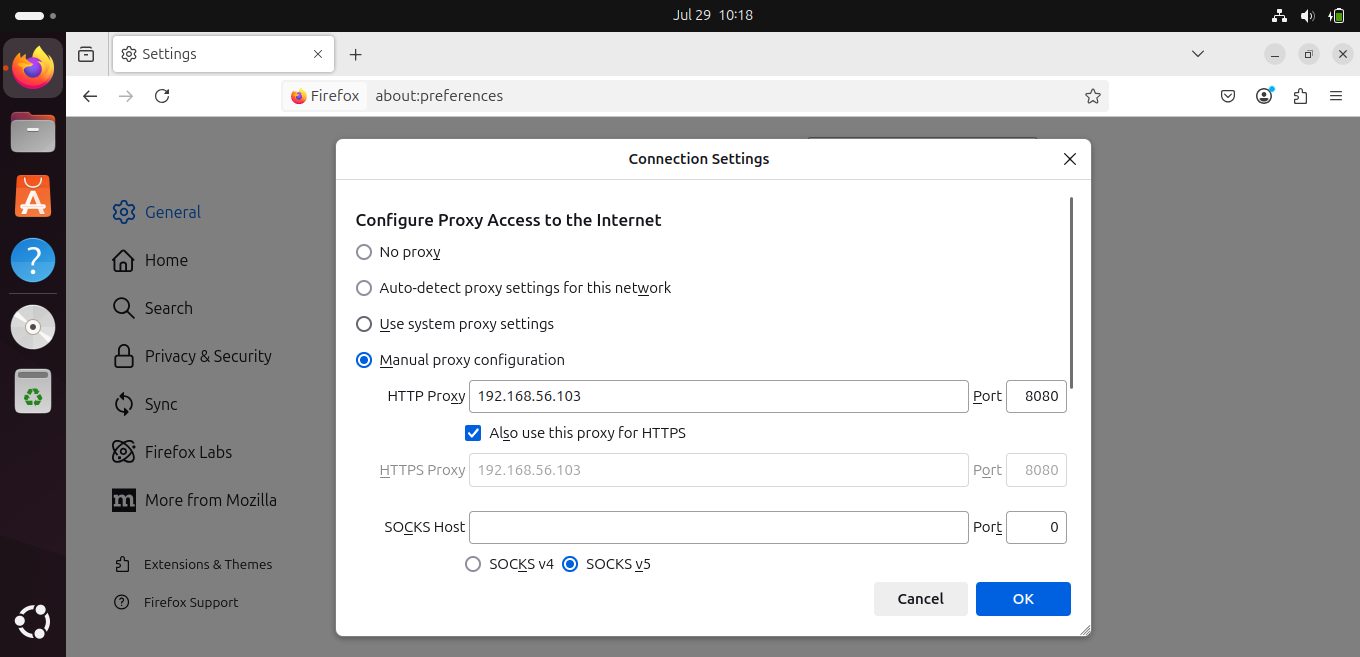 Jul 29 10:18
Settings
Firefox about:preferences
Connection Settings
Configure Proxy Access to the Internet
No proxy
Auto-detect proxy settings for this network
Use system proxy settings
Manual proxy configuration
HTTP Proxy 192.168.56.103 Port 8080
Also use this proxy for HTTPS
HTTPS Proxy 192.168.56.103 Port 8080
SOCKS Host Port 0
SOCKS v4 SOCKS v5
Cancel OK
General
Home
Search
Privacy & Security
Sync
Firefox Labs
m More from Mozilla
Extensions & Themes
Firefox Support